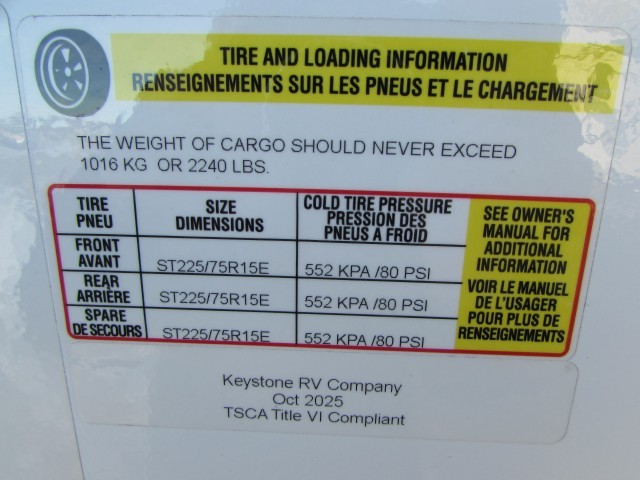 TIRE AND LOADING INFORMATION
RENSEIGNEMENTS SUR LES PNEUS ET LE CHARGEMENT
THE WEIGHT OF CARGO SHOULD NEVER EXCEED
1016 KG OR 2240 LBS.
TIRE
PNEU
SIZE
DIMENSIONS
COLD TIRE PRESSURE
PRESSION DES
PNEUS A FROID
FRONT
AVANT
ST225/75R15E
552 KPA /80 PSI
REAR
ARRIÈRE
ST225/75R15E
552 KPA /80 PSI
SPARE
DE SECOURS
ST225/75R15E
552 KPA /80 PSI
SEE OWNER'S
MANUAL FOR
ADDITIONAL
INFORMATION
VOIR LE MANUEL
DE L'USAGER
POUR PLUS DE
RENSEIGNEMENTS
Keystone RV Company
Oct 2025
TSCA Title VI Compliant